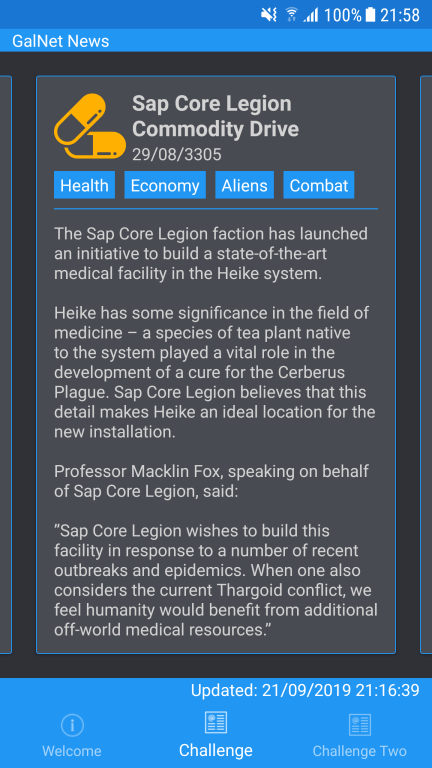 100% 21:58
GalNet News
Sap Core Legion
Commodity Drive
29/08/3305
Health Economy Aliens Combat
The Sap Core Legion faction has launched
an initiative to build a state-of-the-art
medical facility in the Heike system.
Heike has some significance in the field of
medicine – a species of tea plant native
to the system played a vital role in the
development of a cure for the Cerberus
Plague. Sap Core Legion believes that this
detail makes Heike an ideal location for the
new installation.
Professor Macklin Fox, speaking on behalf
of Sap Core Legion, said:
”Sap Core Legion wishes to build this
facility in response to a number of recent
outbreaks and epidemics. When one also
considers the current Thargoid conflict, we
feel humanity would benefit from additional
off-world medical resources.”
Updated: 21/09/2019 21:16:39
Welcome Challenge Challenge Two